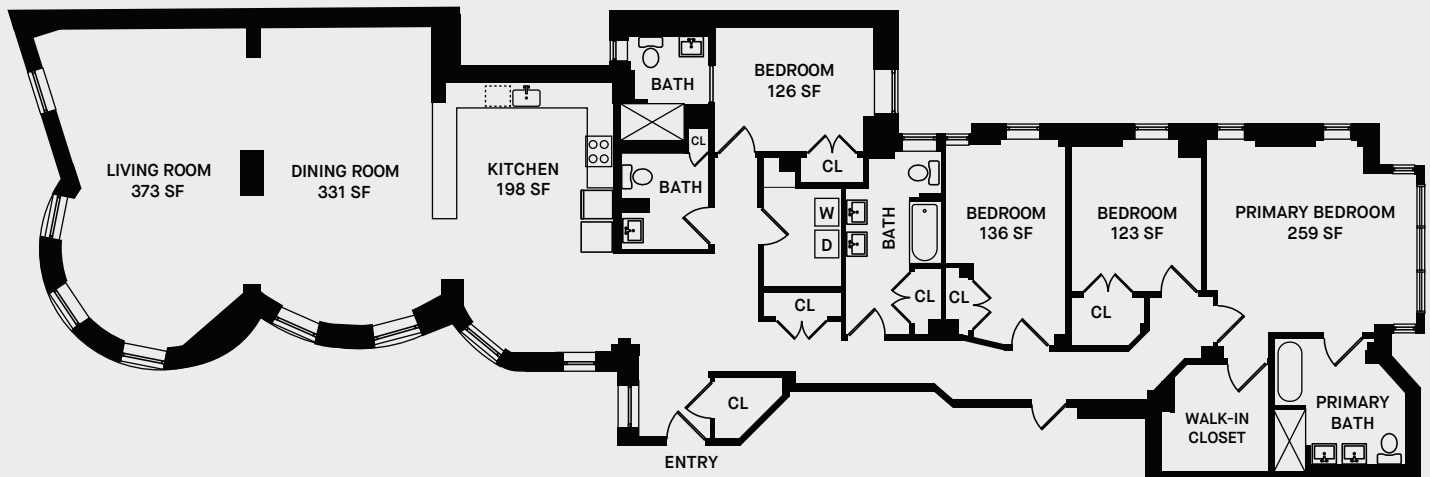 LIVING ROOM
373 SF
DINING ROOM
331 SF
KITCHEN
198 SF
BATH
BEDROOM
126 SF
CL
BATH
CL
W
D
BATH
CL
CL
CL
BEDROOM
136 SF
BEDROOM
123 SF
CL
PRIMARY BEDROOM
259 SF
CL
ENTRY
WALK-IN
CLOSET
PRIMARY
BATH